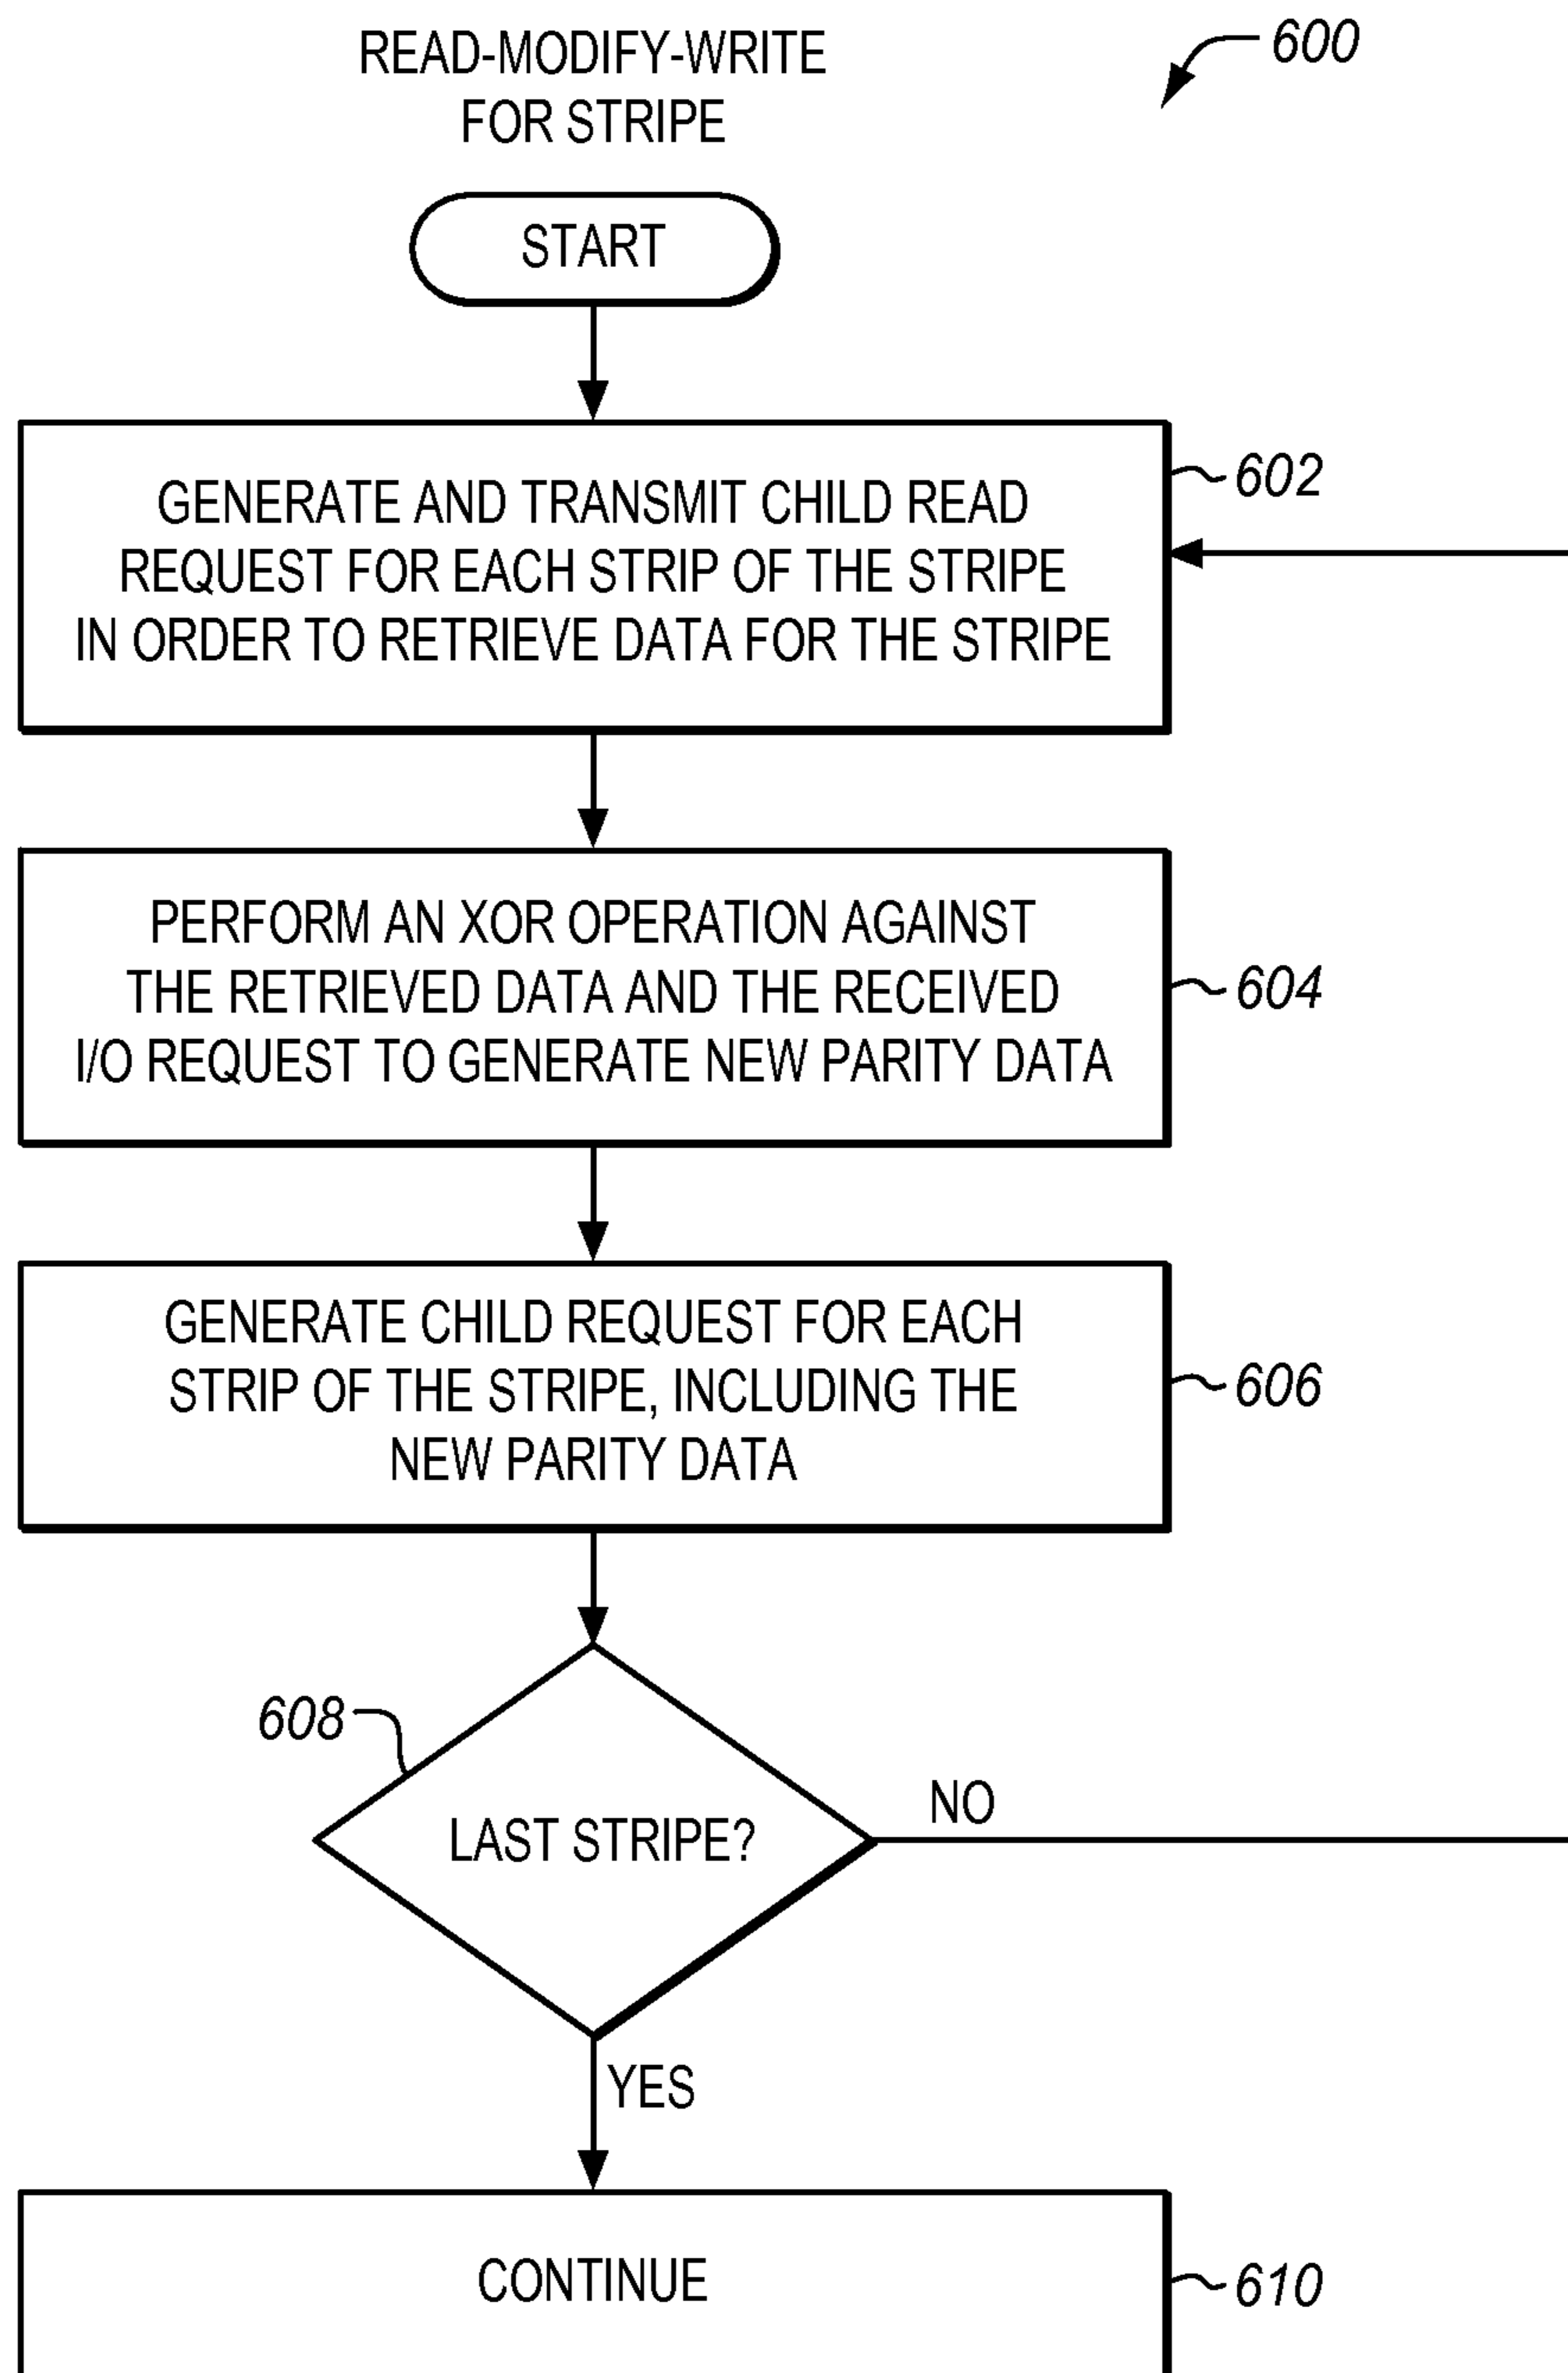 READ-MODIFY-WRITE
FOR STRIPE
600
START
GENERATE AND TRANSMIT CHILD READ
REQUEST FOR EACH STRIP OF THE STRIPE
IN ORDER TO RETRIEVE DATA FOR THE STRIPE
602
PERFORM AN XOR OPERATION AGAINST
THE RETRIEVED DATA AND THE RECEIVED
I/O REQUEST TO GENERATE NEW PARITY DATA
604
GENERATE CHILD REQUEST FOR EACH
STRIP OF THE STRIPE, INCLUDING THE
NEW PARITY DATA
606
608
LAST STRIPE?
NO
YES
CONTINUE
610